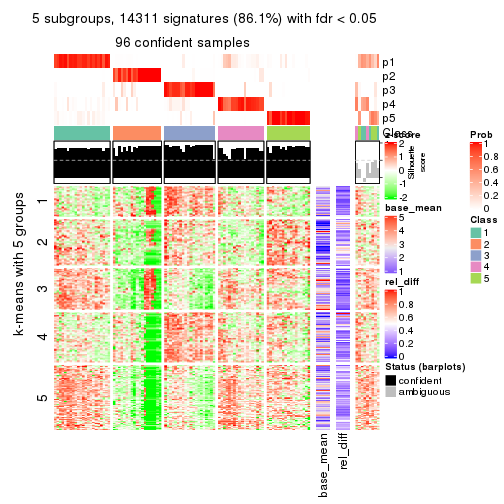 5 subgroups, 14311 signatures (86.1%) with fdr < 0.05
96 confident samples
p1
p2
p3
p4
p5
Class
Silhouette
score
1
2
3
4
5
k-means with 5 groups
base_mean
rel_diff
z-score
2
1
0
-1
-2
base_mean
5
4
3
2
1
rel_diff
1
0.8
0.6
0.4
0.2
0
Status (barplots)
confident
ambiguous
Prob
1
0.8
0.6
0.4
0.2
0
Class
1
2
3
4
5